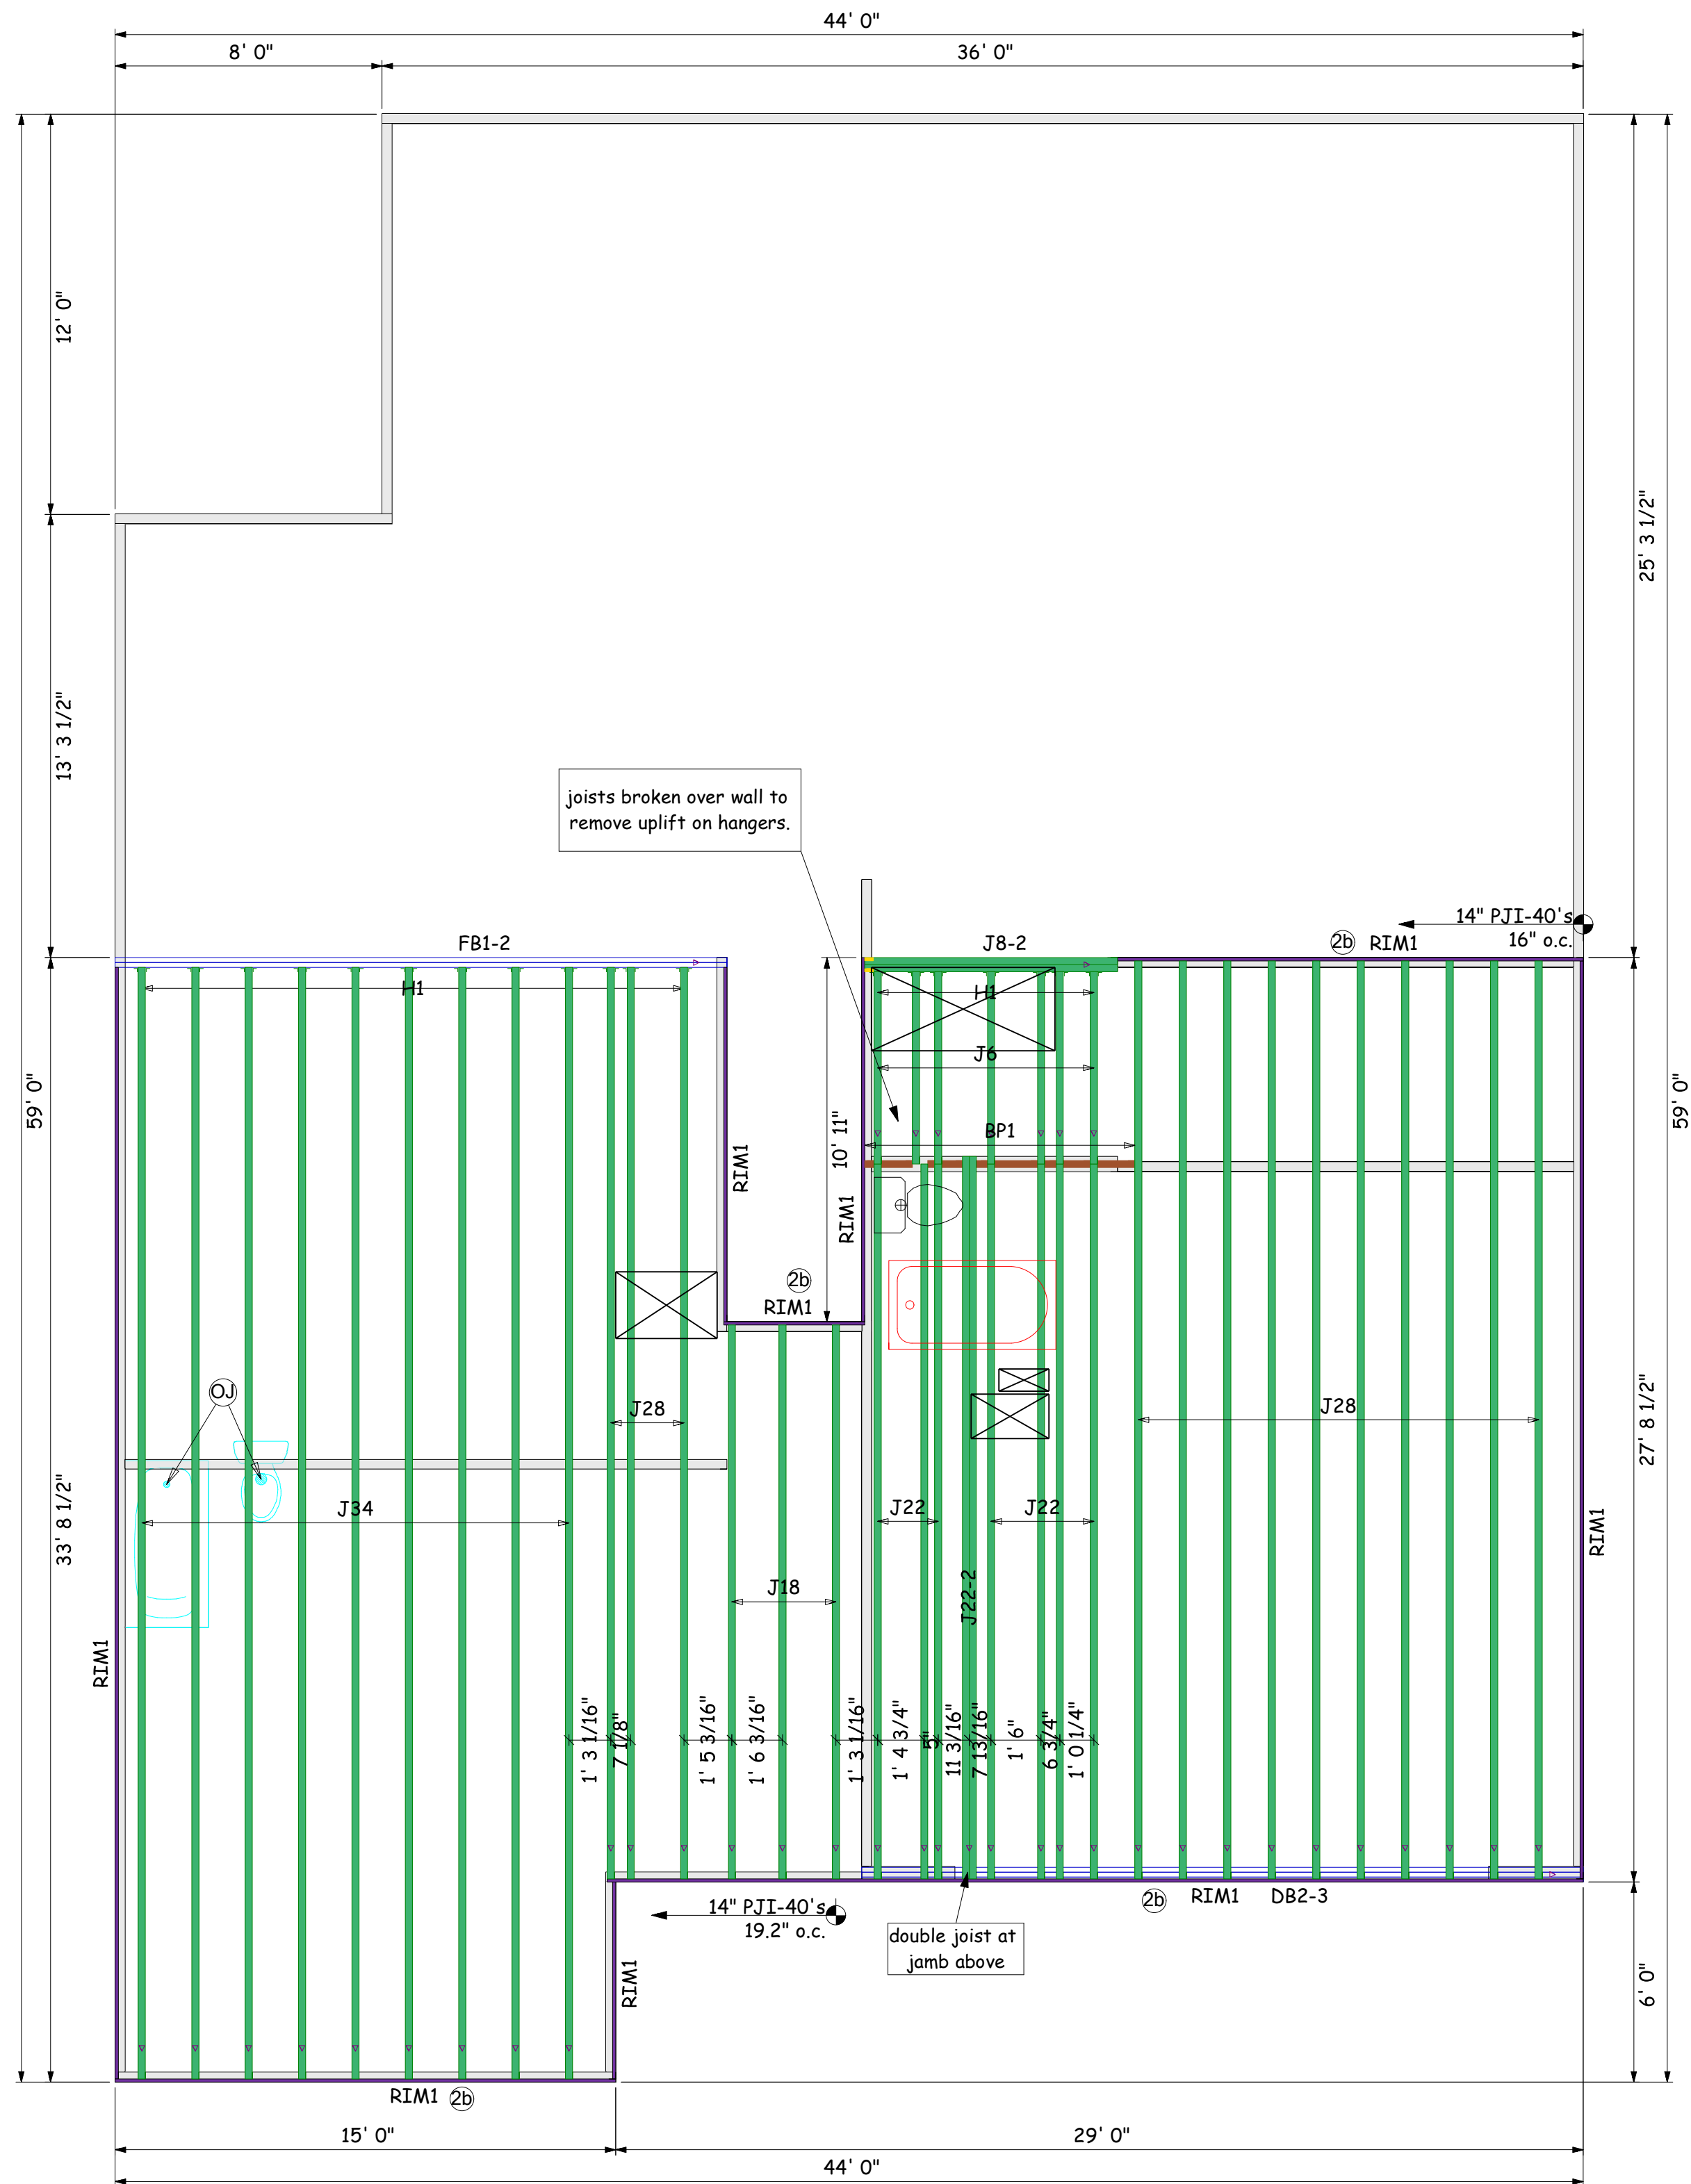 44' 0"
8' 0"
36' 0"
12' 0"
25' 3 1/2"
13' 3 1/2"
joists broken over wall to
remove uplift on hangers.
14" PJI-40's
16" o.c.
FB1-2
J8-2
2b
RIM1
H1
H1
J6
59' 0"
59' 0"
10' 11"
BP1
RIM1
RIM1
2b
RIM1
OJ
J28
J28
27' 8 1/2"
33' 8 1/2"
J34
J22
J22
RIM1
J22-2
J18
RIM1
1' 3 1/16"
7 1/8"
1' 5 3/16"
1' 6 3/16"
1' 3 1/16"
1' 4 3/4"
5"
11 3/16"
7 13/16"
1' 6"
6 3/4"
1' 0 1/4"
2b
RIM1
DB2-3
14" PJI-40's
19.2" o.c.
double joist at
jamb above
RIM1
6' 0"
RIM1
2b
15' 0"
29' 0"
44' 0"